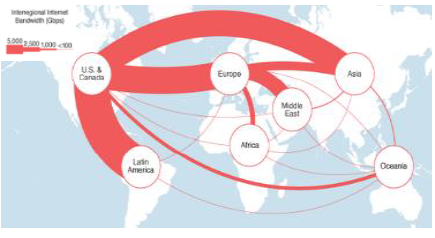 Interregional Internet
Bandwidth (Gbps)
5,000 2,500 1,000 <100
U.S. &
Canada
Europe
Asia
Middle
East
Africa
Latin
America
Oceania